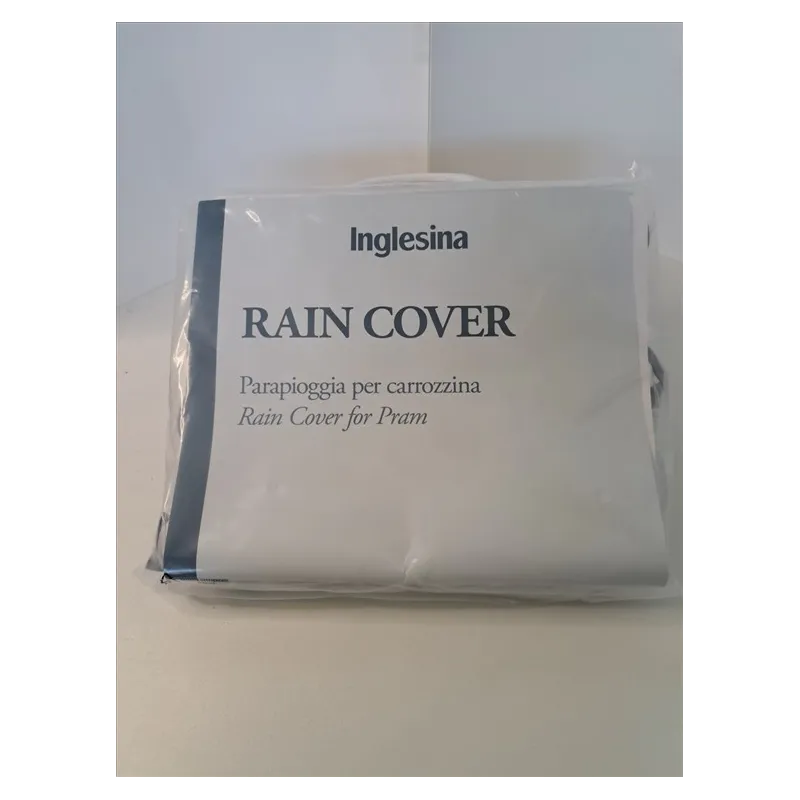 Inglesina
RAIN COVER
Parapioggia per carrozzina
Rain Cover for Pram